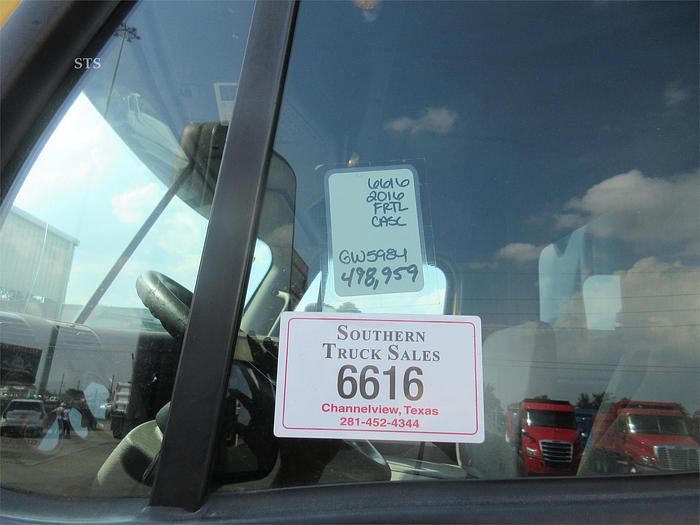 STS
6616
2016
FRTL
CASC
GW5984
498,959
SOUTHERN
TRUCK SALES
6616
Channelview, Texas
281-452-4344